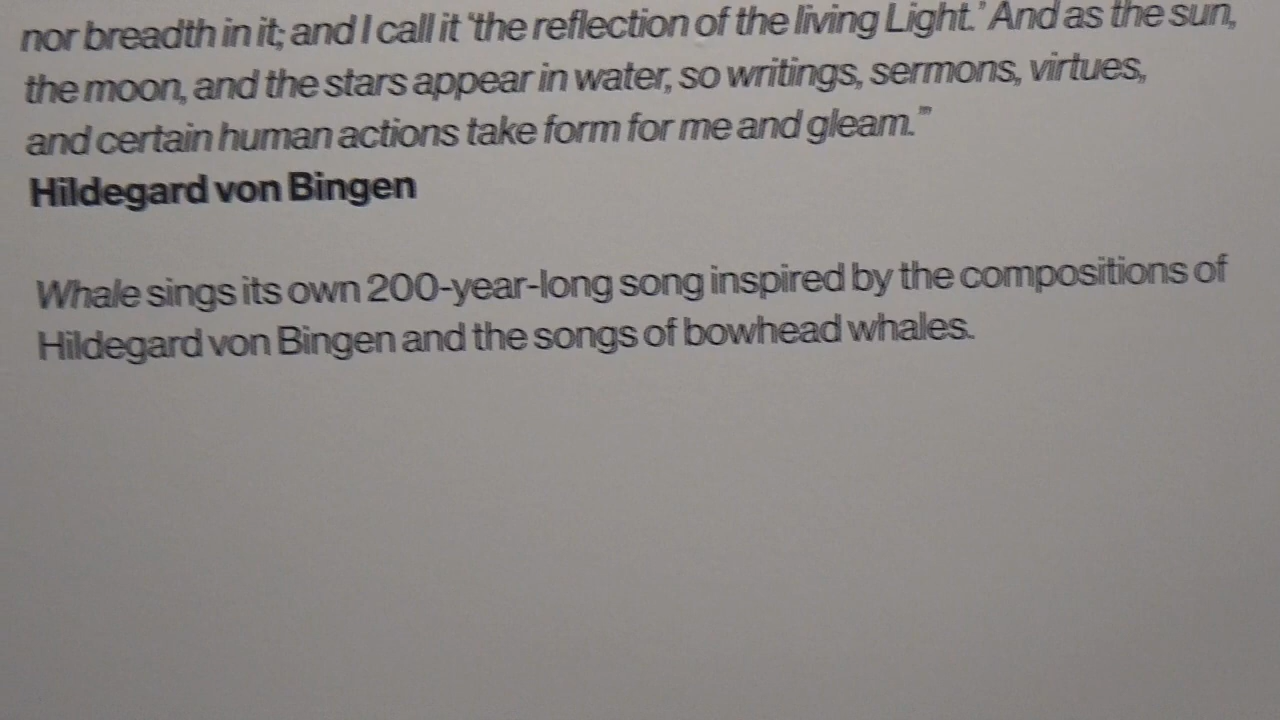 nor breadth in it; and I call it ‘the reflection of the living Light.’ And as the sun,
the moon, and the stars appear in water, so writings, sermons, virtues,
and certain human actions take form for me and gleam.”’
Hildegard von Bingen
Whale sings its own 200-year-long song inspired by the compositions of
Hildegard von Bingen and the songs of bowhead whales.